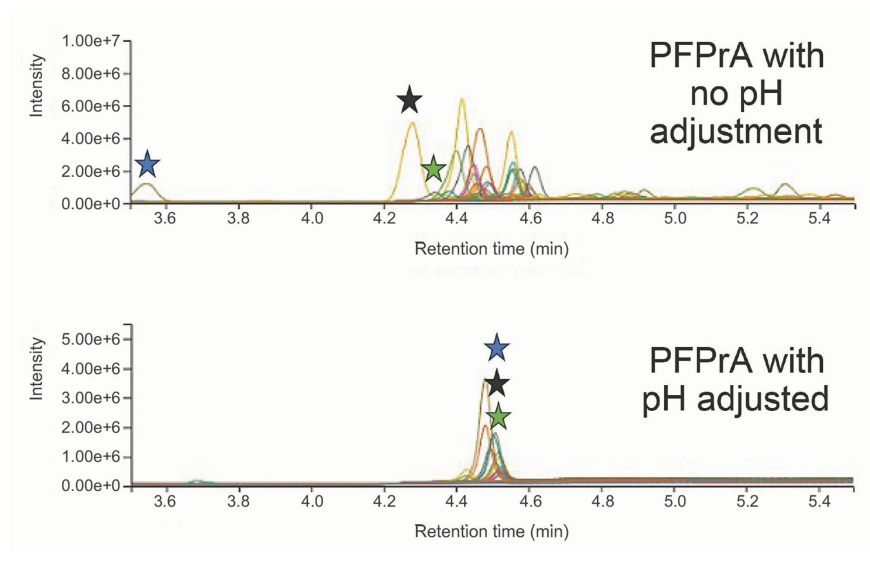 PFPrA with
no pH
adjustment
Intensity
1.00e+7
8.00e+6
6.00e+6
4.00e+6
2.00e+6
0.00e+0
3.6 3.8 4.0 4.2 4.4 4.6 4.8 5.0 5.2 5.4
Retention time (min)
PFPrA with
pH adjusted
Intensity
5.00e+6
4.00e+6
3.00e+6
2.00e+6
1.00e+6
0.00e+0
3.6 3.8 4.0 4.2 4.4 4.6 4.8 5.0 5.2 5.4
Retention time (min)